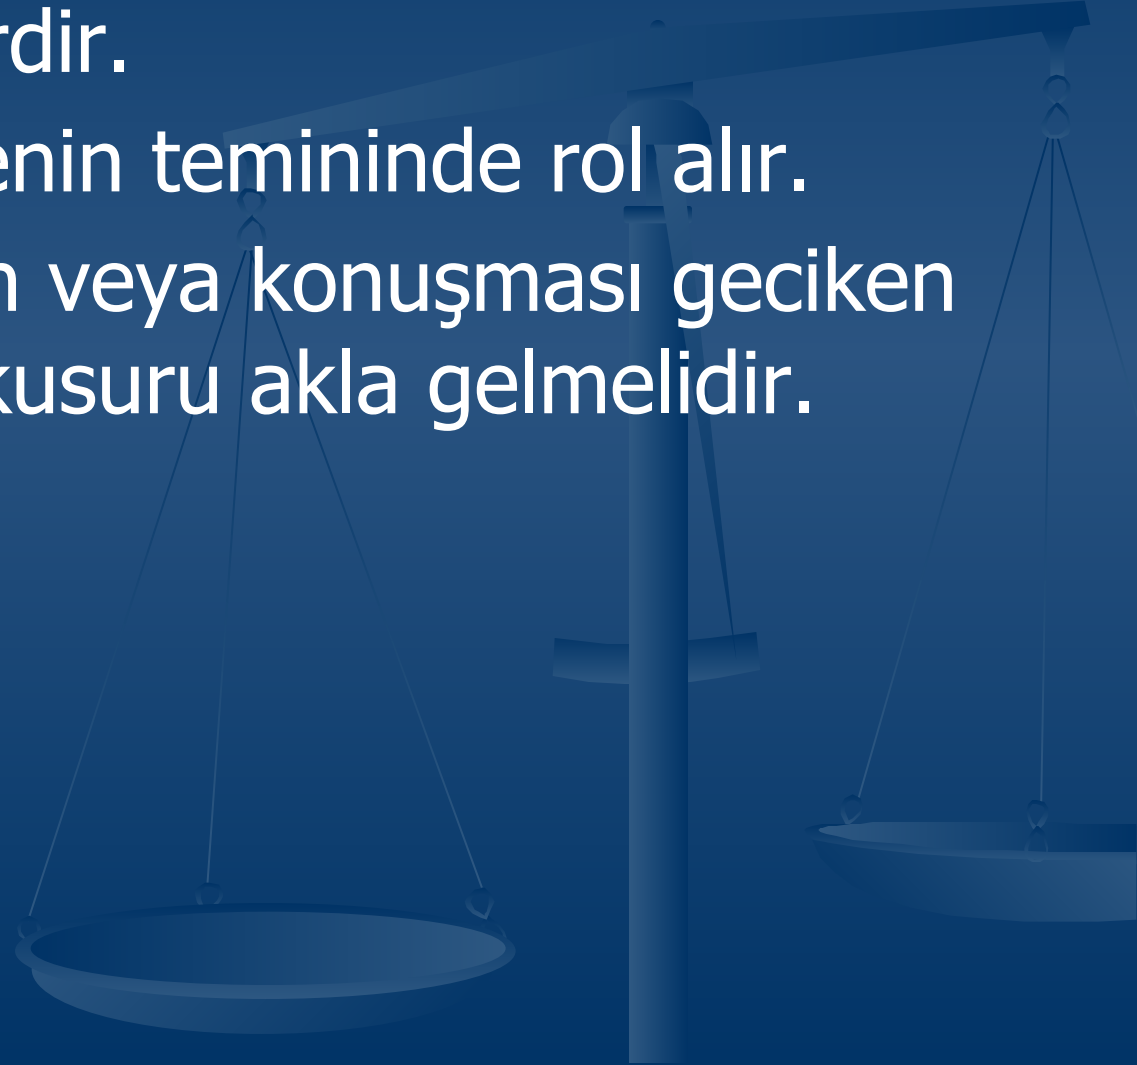 rdir.
enin temininde rol alır.
n veya konuşması geciken
kusuru akla gelmelidir.